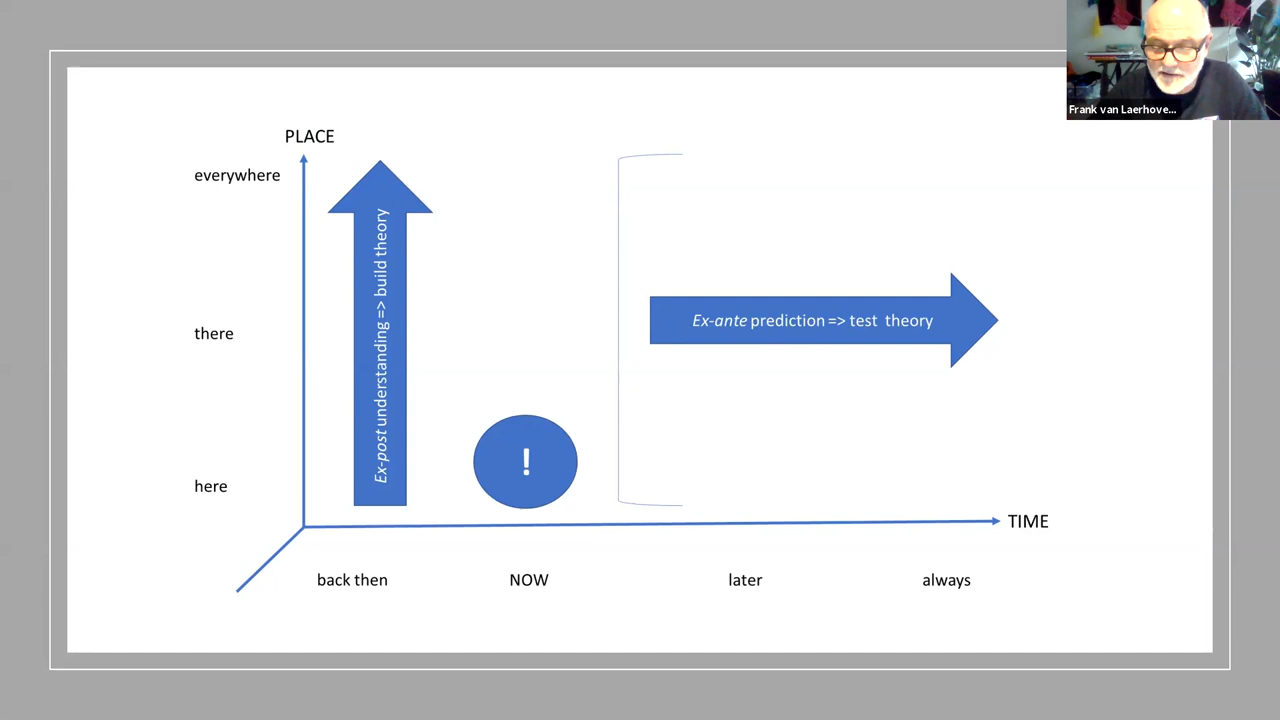 Frank van Laerhove...
PLACE
everywhere
there
here
Ex-post understanding => build theory
!
Ex-ante prediction => test theory
TIME
back then
NOW
later
always